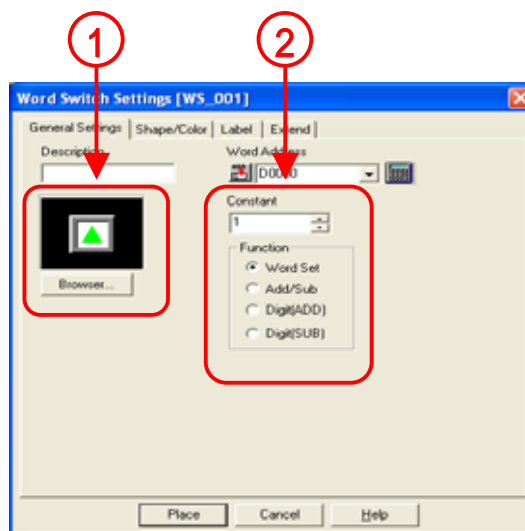 1 2
Word Switch Settings [WS_001]
General Settings Shape/Color Label Extend
Description Word Address
Constant
1
Function
Word Set
Browser... Add/Sub
Digit(ADD)
Digit(SUB)
Place Cancel Help